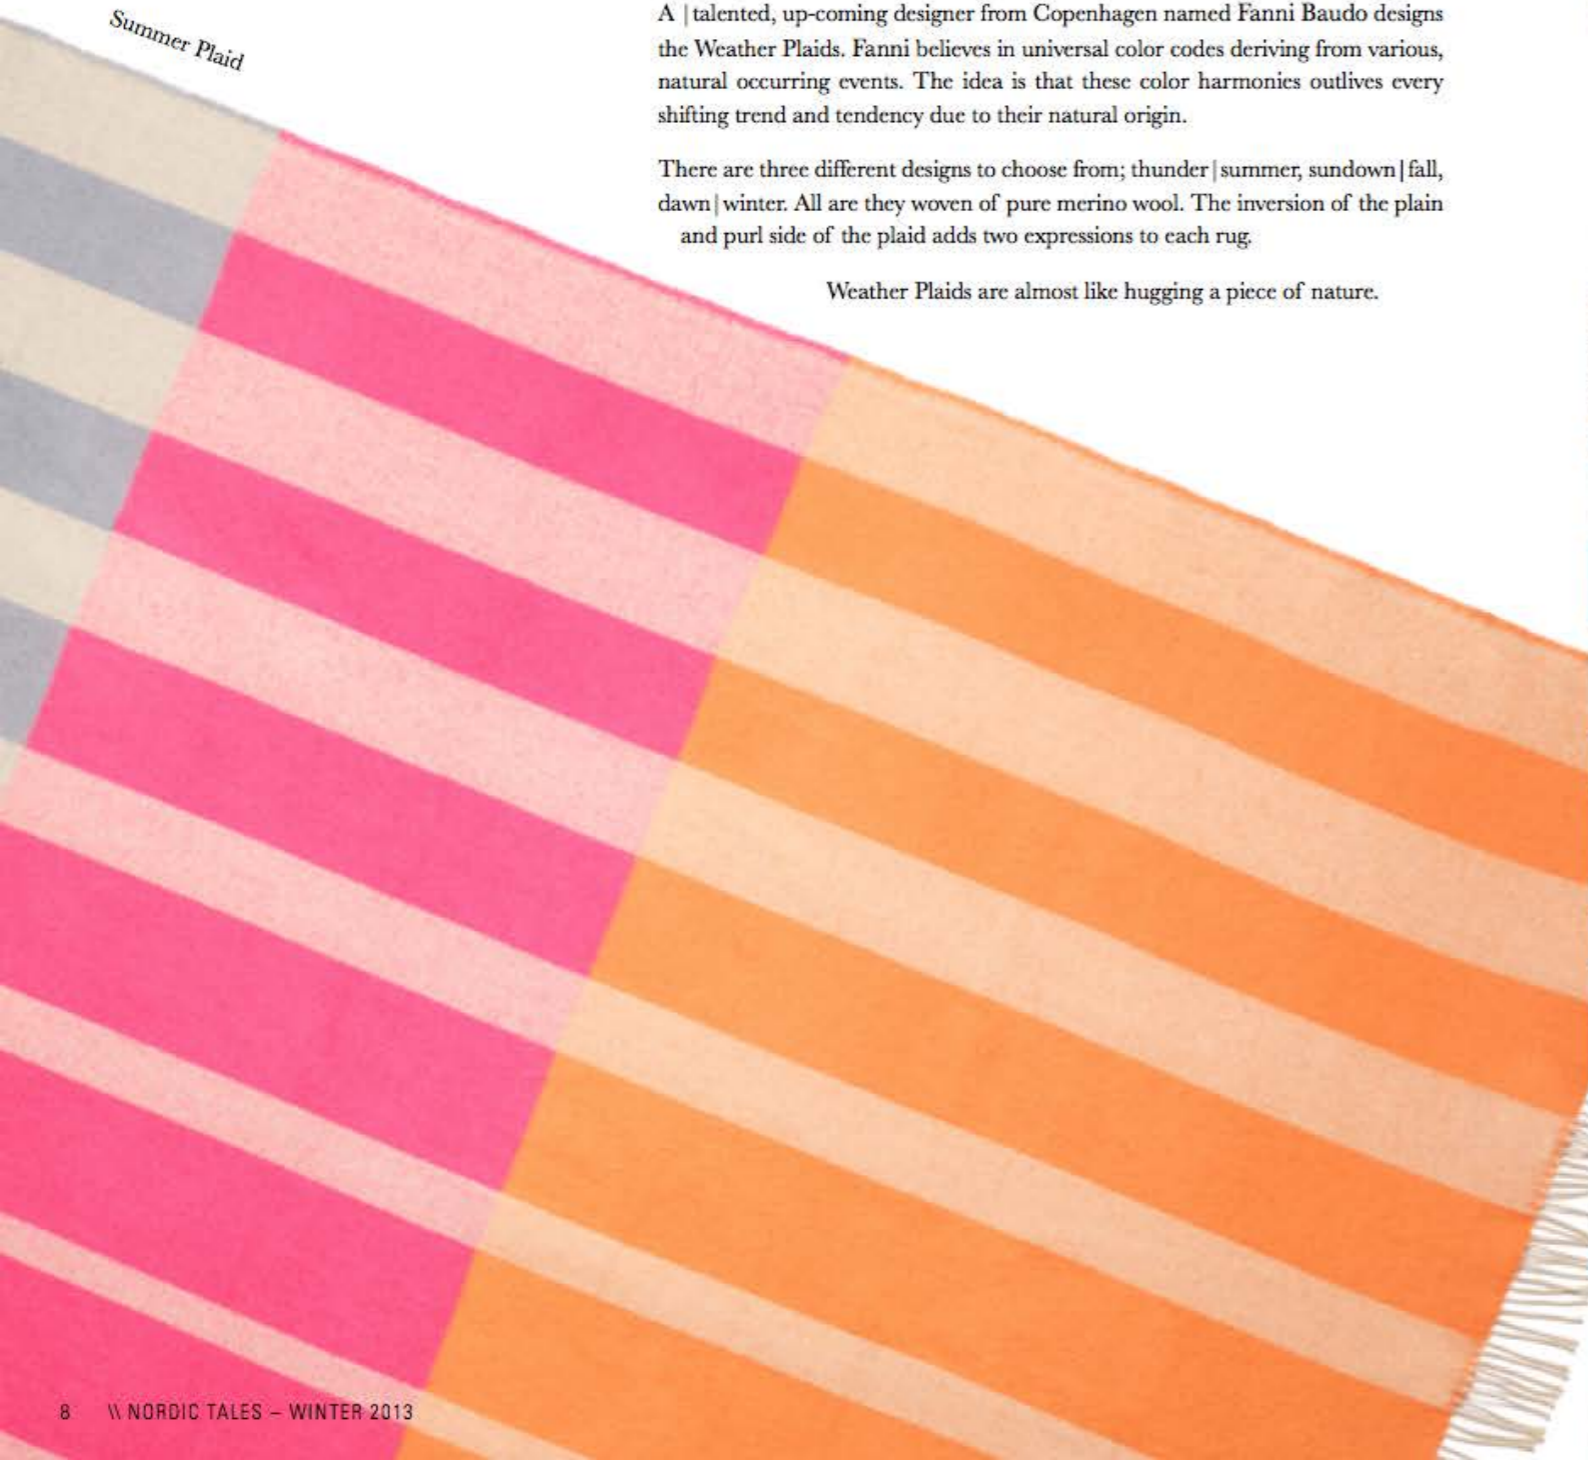 Summer Plaid
A | talented, up-coming designer from Copenhagen named Fanni Baudo designs
the Weather Plaids. Fanni believes in universal color codes deriving from various,
natural occurring events. The idea is that these color harmonies outlives every
shifting trend and tendency due to their natural origin.
There are three different designs to choose from; thunder|summer, sundown|fall,
dawn|winter. All are they woven of pure merino wool. The inversion of the plain
and purl side of the plaid adds two expressions to each rug.
Weather Plaids are almost like hugging a piece of nature.
8 \\ NORDIC TALES – WINTER 2013